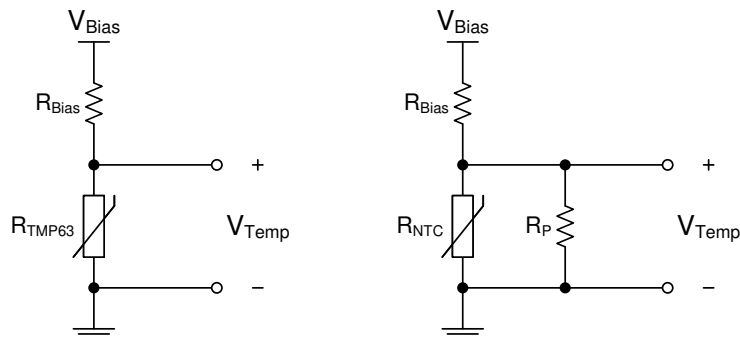 VBias
RBias
+
RTMP63
VTemp
−
VBias
RBias
+
RNTC
RP
VTemp
−